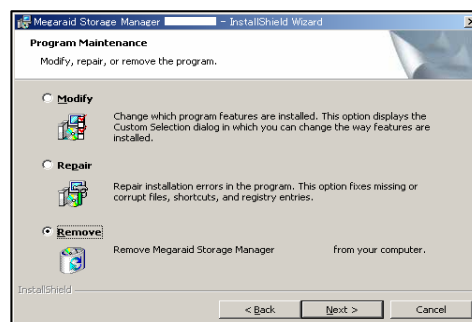 Megaraid Storage Manager - InstallShield Wizard
Program Maintenance
Modify, repair, or remove the program.
Modify
Change which program features are installed. This option displays the
Custom Selection dialog in which you can change the way features are
installed.
Repair
Repair installation errors in the program. This option fixes missing or
corrupt files, shortcuts, and registry entries.
Remove
Remove Megaraid Storage Manager from your computer.
InstallShield
< Back Next > Cancel